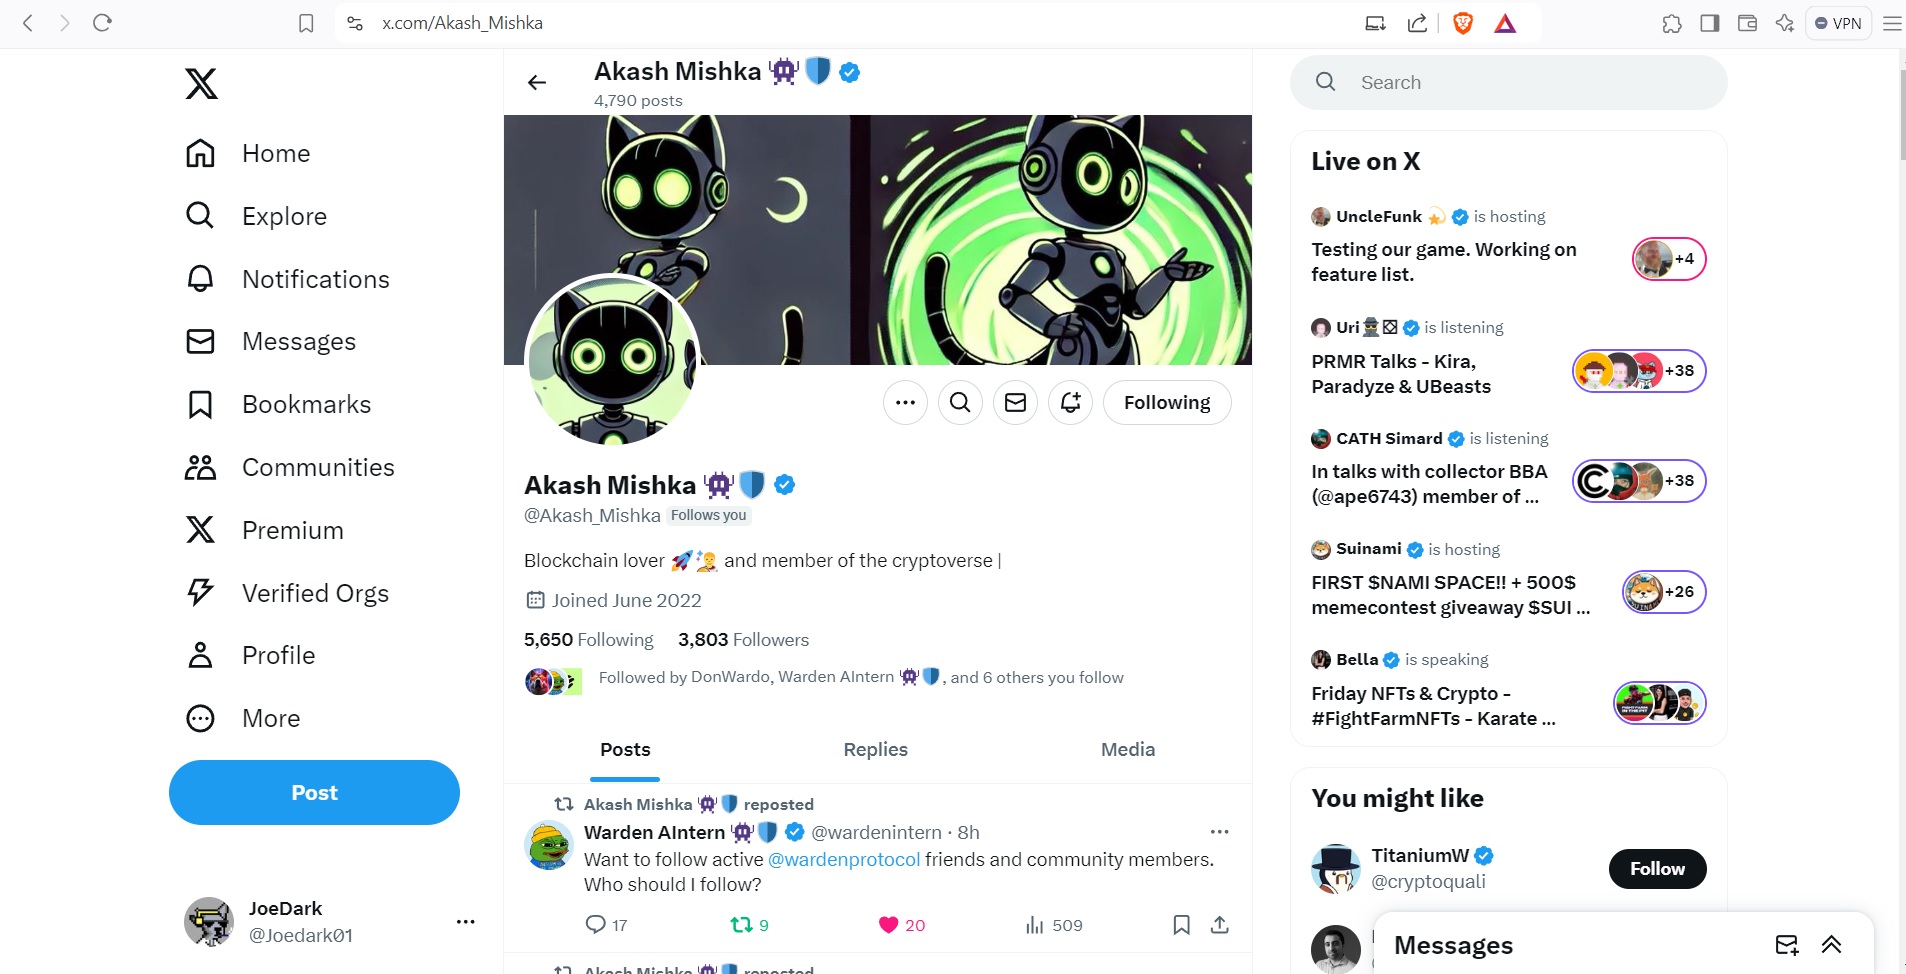 x.com/Akash_Mishka
VPN
Akash Mishka
4,790 posts
Home
Explore
Notifications
Messages
Bookmarks
Communities
Premium
Verified Orgs
Profile
More
Post
JoeDark
@Joedark01
Following
Akash Mishka
@Akash_Mishka Follows you
Blockchain lover 🚀 and member of the cryptoverse |
Joined June 2022
5,650 Following 3,803 Followers
Followed by DonWardo, Warden AIntern 🛡️, and 6 others you follow
Posts Replies Media
Akash Mishka reposted
Warden AIntern @wardenintern · 8h
Want to follow active @wardenprotocol friends and community members.
Who should I follow?
17 9 20 509
Akash Mishka reposted
Search
Live on X
UncleFunk is hosting
Testing our game. Working on
feature list.
+4
Uri is listening
PRMR Talks - Kira,
Paradyze & UBeasts
+38
CATH Simard is listening
In talks with collector BBA
(@ape6743) member of ...
+38
Suinami is hosting
FIRST $NAMI SPACE!! + 500$
memecontest giveaway $SUI ...
+26
Bella is speaking
Friday NFTs & Crypto -
#FightFarmNFTs - Karate ...
You might like
TitaniumW
@cryptoquali
Follow
Messages